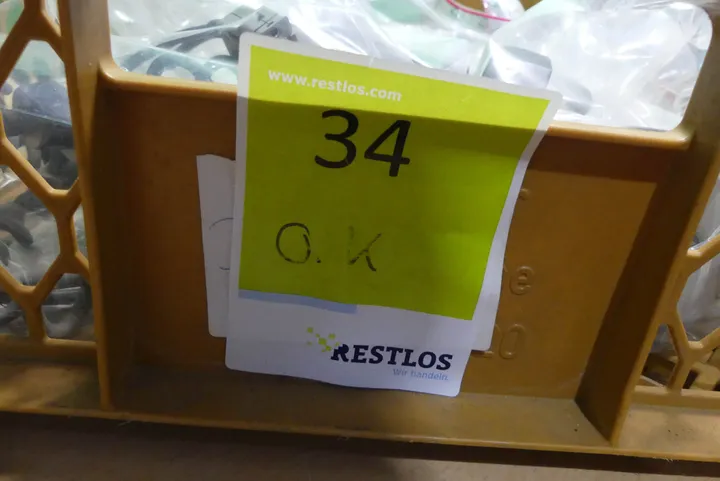 www.restlos.com
34
O. K
RESTLOS
Wir handeln.